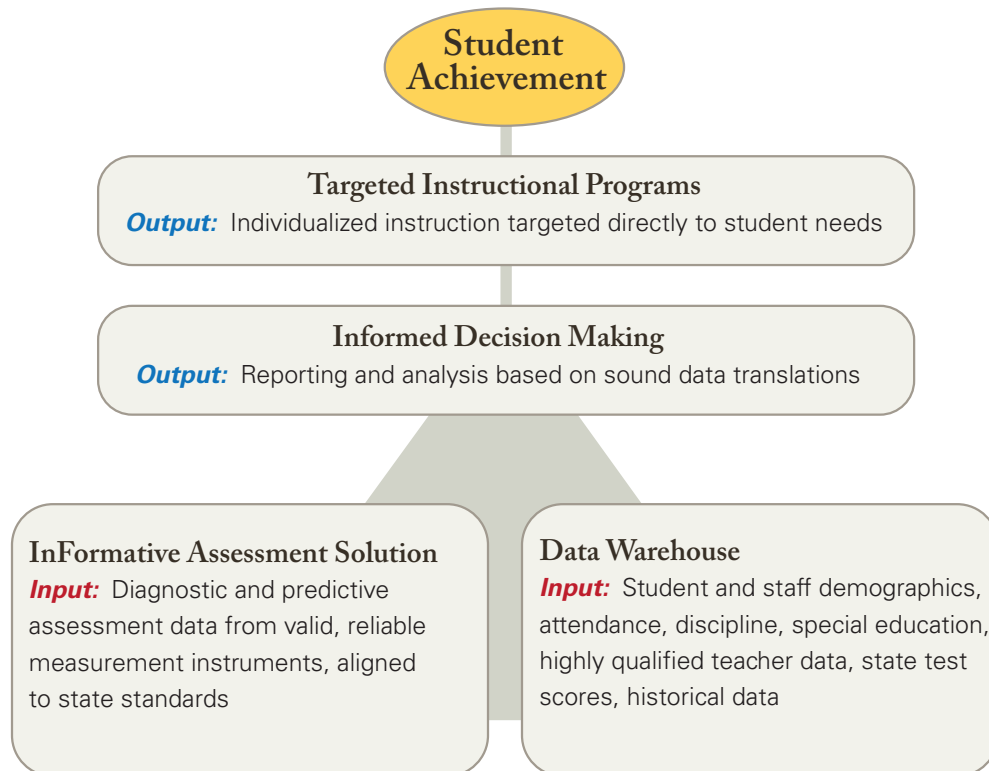 Student
Achievement
Targeted Instructional Programs
Output: Individualized instruction targeted directly to student needs
Informed Decision Making
Output: Reporting and analysis based on sound data translations
InFormative Assessment Solution
Input: Diagnostic and predictive
assessment data from valid, reliable
measurement instruments, aligned
to state standards
Data Warehouse
Input: Student and staff demographics,
attendance, discipline, special education,
highly qualified teacher data, state test
scores, historical data